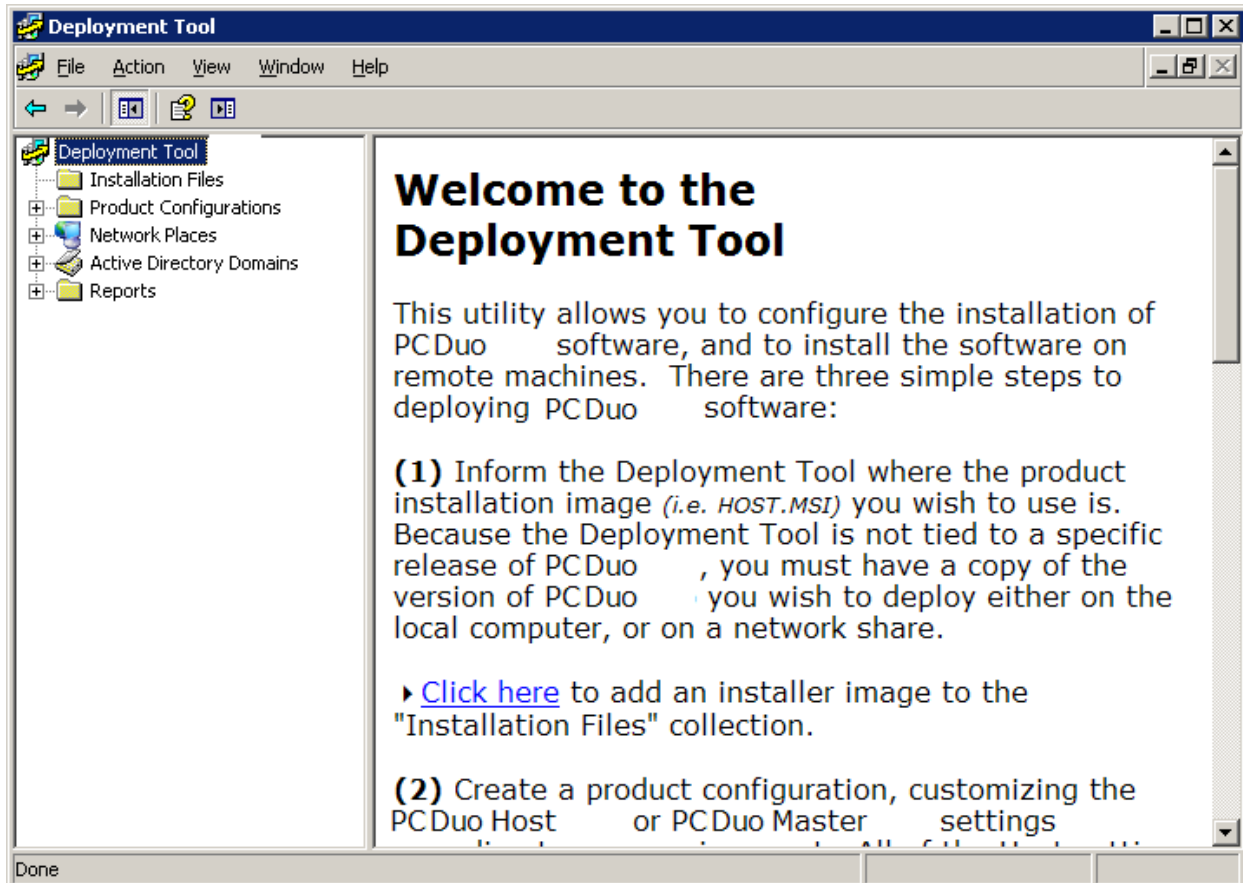 Deployment Tool
File Action View Window Help
Deployment Tool
Installation Files
Product Configurations
Network Places
Active Directory Domains
Reports
Welcome to the
Deployment Tool
This utility allows you to configure the installation of
PCDuo software, and to install the software on
remote machines. There are three simple steps to
deploying PCDuo software:
(1) Inform the Deployment Tool where the product
installation image (i.e. HOST.MSI) you wish to use is.
Because the Deployment Tool is not tied to a specific
release of PCDuo , you must have a copy of the
version of PCDuo you wish to deploy either on the
local computer, or on a network share.
Click here to add an installer image to the
"Installation Files" collection.
(2) Create a product configuration, customizing the
PCDuo Host or PCDuo Master settings
Done